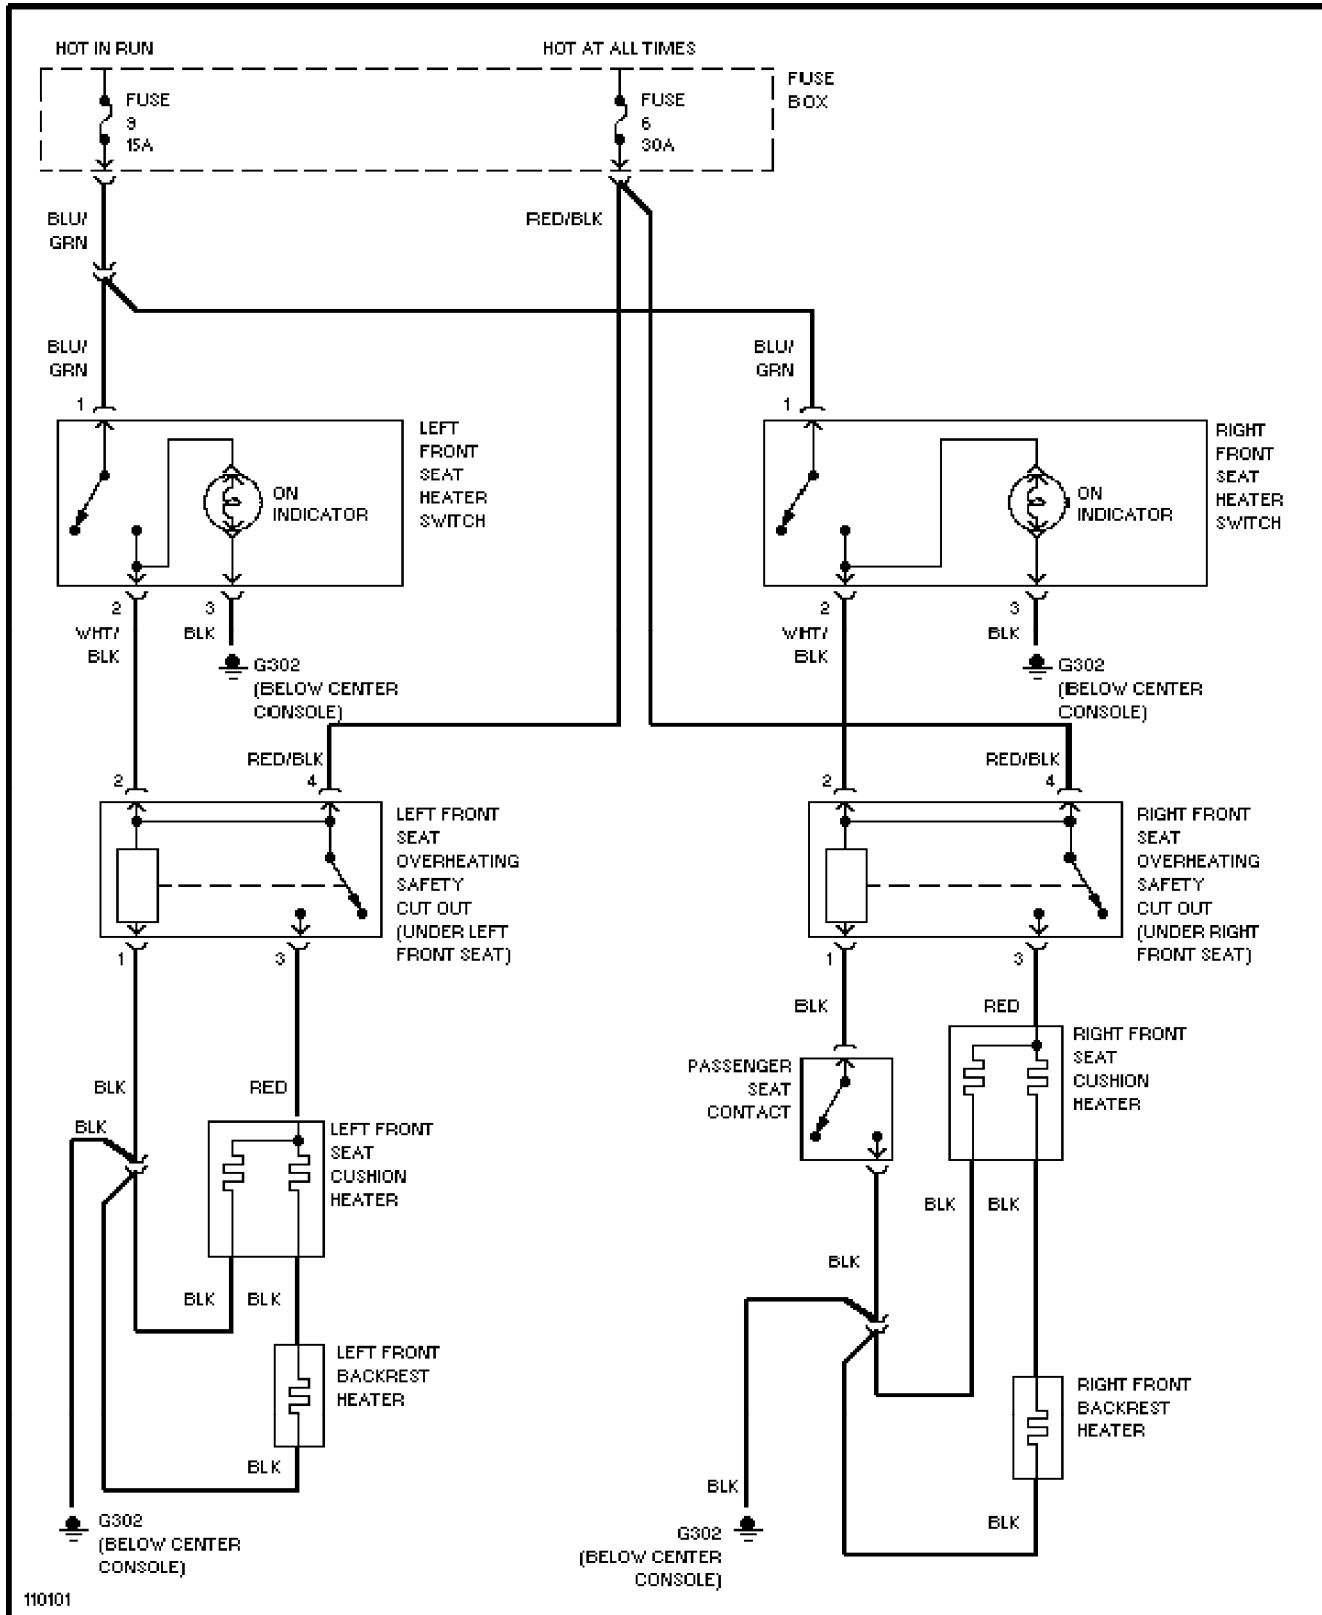 HOT IN RUN
HOT AT ALL TIMES
FUSE
9
15A
FUSE
6
30A
FUSE
BOX
BLU/
GRN
RED/BLK
BLU/
GRN
BLU/
GRN
1
1
LEFT
FRONT
SEAT
HEATER
SWITCH
ON
INDICATOR
RIGHT
FRONT
SEAT
HEATER
SWITCH
ON
INDICATOR
2
3
WHT/
BLK
BLK
G302
(BELOW CENTER
CONSOLE)
2
3
WHT/
BLK
BLK
G302
(BELOW CENTER
CONSOLE)
RED/BLK
2
4
RED/BLK
2
4
LEFT FRONT
SEAT
OVERHEATING
SAFETY
CUT OUT
(UNDER LEFT
FRONT SEAT)
RIGHT FRONT
SEAT
OVERHEATING
SAFETY
CUT OUT
(UNDER RIGHT
FRONT SEAT)
1
3
1
3
BLK
RED
RIGHT FRONT
SEAT
CUSHION
HEATER
PASSENGER
SEAT
CONTACT
BLK
RED
BLK
LEFT FRONT
SEAT
CUSHION
HEATER
BLK
BLK
BLK
BLK
BLK
LEFT FRONT
BACKREST
HEATER
RIGHT FRONT
BACKREST
HEATER
BLK
BLK
BLK
G302
(BELOW CENTER
CONSOLE)
G302
(BELOW CENTER
CONSOLE)
110101